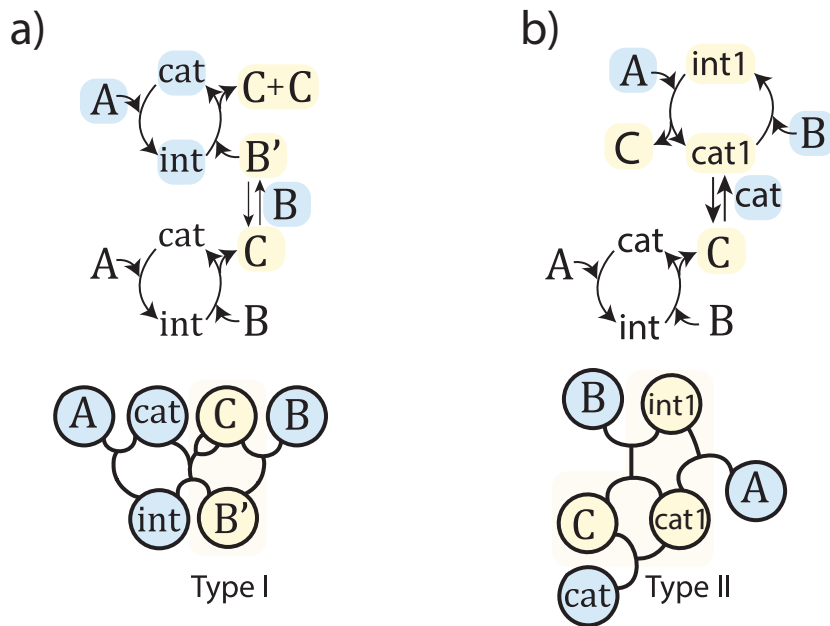 a)
cat
A
C+C
int
B'
B
cat
C
A
int
B
A
cat
C
B
int
B'
Type I
b)
A
int1
C
cat1
B
cat
cat
C
A
int
B
B
int1
A
C
cat1
cat
Type II